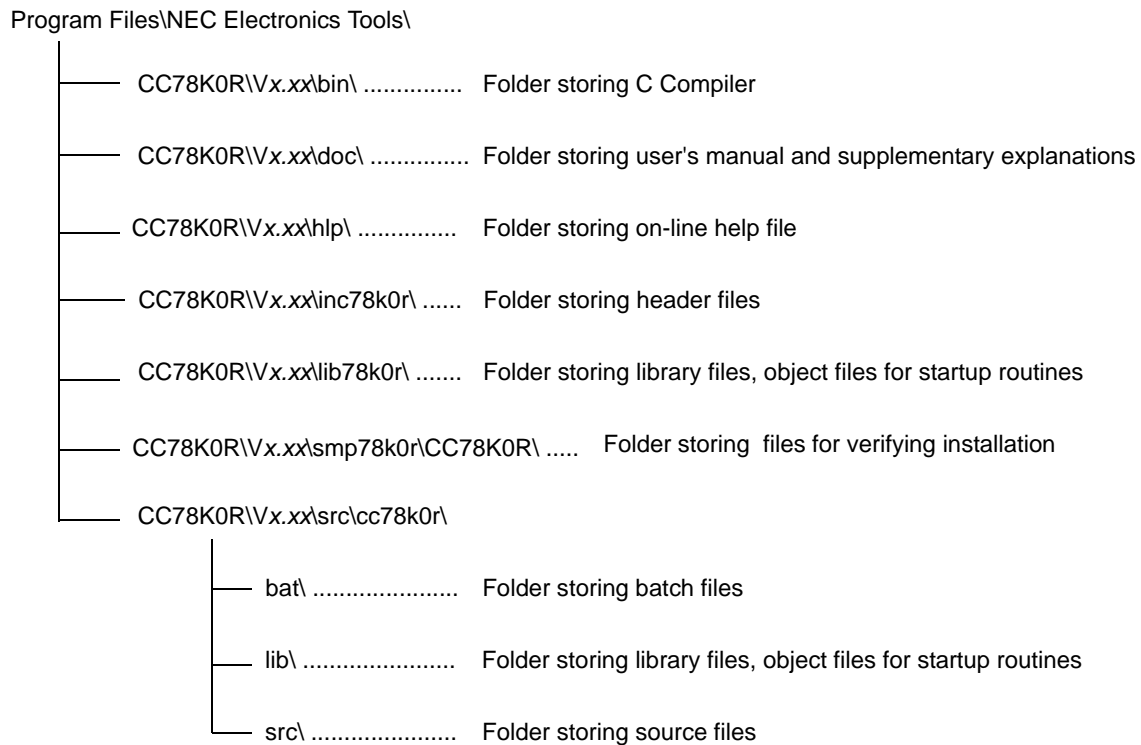 Program Files\NEC Electronics Tools\
CC78K0R\Vx.xx\bin\ ............... Folder storing C Compiler
CC78K0R\Vx.xx\doc\ ............... Folder storing user's manual and supplementary explanations
CC78K0R\Vx.xx\hlp\ ............... Folder storing on-line help file
CC78K0R\Vx.xx\inc78k0r\ ...... Folder storing header files
CC78K0R\Vx.xx\lib78k0r\ ....... Folder storing library files, object files for startup routines
CC78K0R\Vx.xx\smp78k0r\CC78K0R\ ..... Folder storing files for verifying installation
CC78K0R\Vx.xx\src\cc78k0r\
bat\ ...................... Folder storing batch files
lib\ ....................... Folder storing library files, object files for startup routines
src\ ...................... Folder storing source files